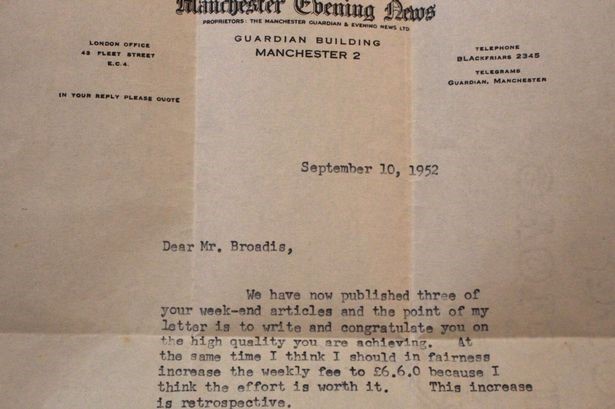 Manchester Evening News
PROPRIETORS: THE MANCHESTER GUARDIAN & EVENING NEWS LTD
GUARDIAN BUILDING
MANCHESTER 2
LONDON OFFICE
43 FLEET STREET
E.C.4.
IN YOUR REPLY PLEASE QUOTE
TELEPHONE
BLACKFRIARS 2345
TELEGRAMS
GUARDIAN, MANCHESTER
September 10, 1952
Dear Mr. Broadis,
We have now published three of
your week-end articles and the point of my
letter is to write and congratulate you on
the high quality you are achieving. At
the same time I think I should in fairness
increase the weekly fee to £6.6.0 because I
think the effort is worth it. This increase
is retrospective.